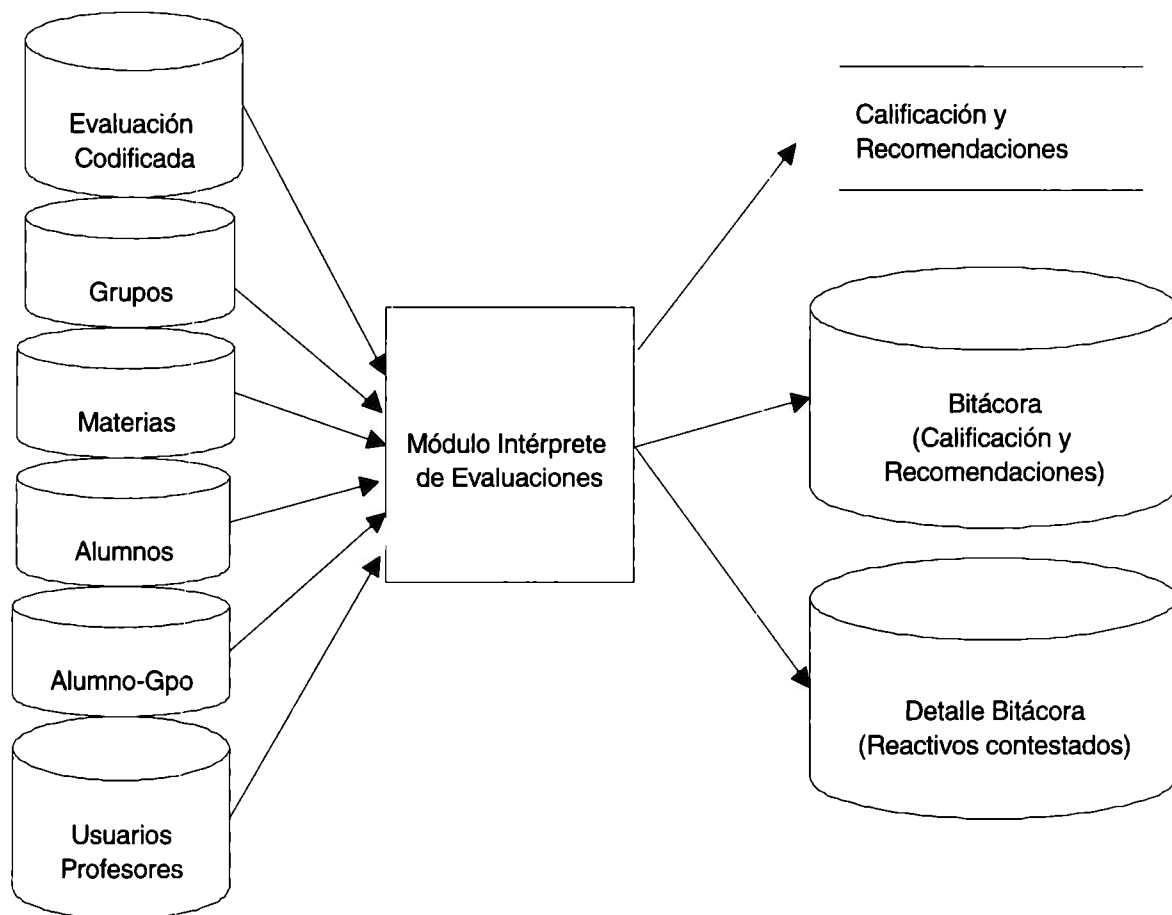 Evaluación
Codificada
Grupos
Materias
Alumnos
Alumno-Gpo
Usuarios
Profesores
Módulo Intérprete
de Evaluaciones
Calificación y
Recomendaciones
Bitácora
(Calificación y
Recomendaciones)
Detalle Bitácora
(Reactivos contestados)